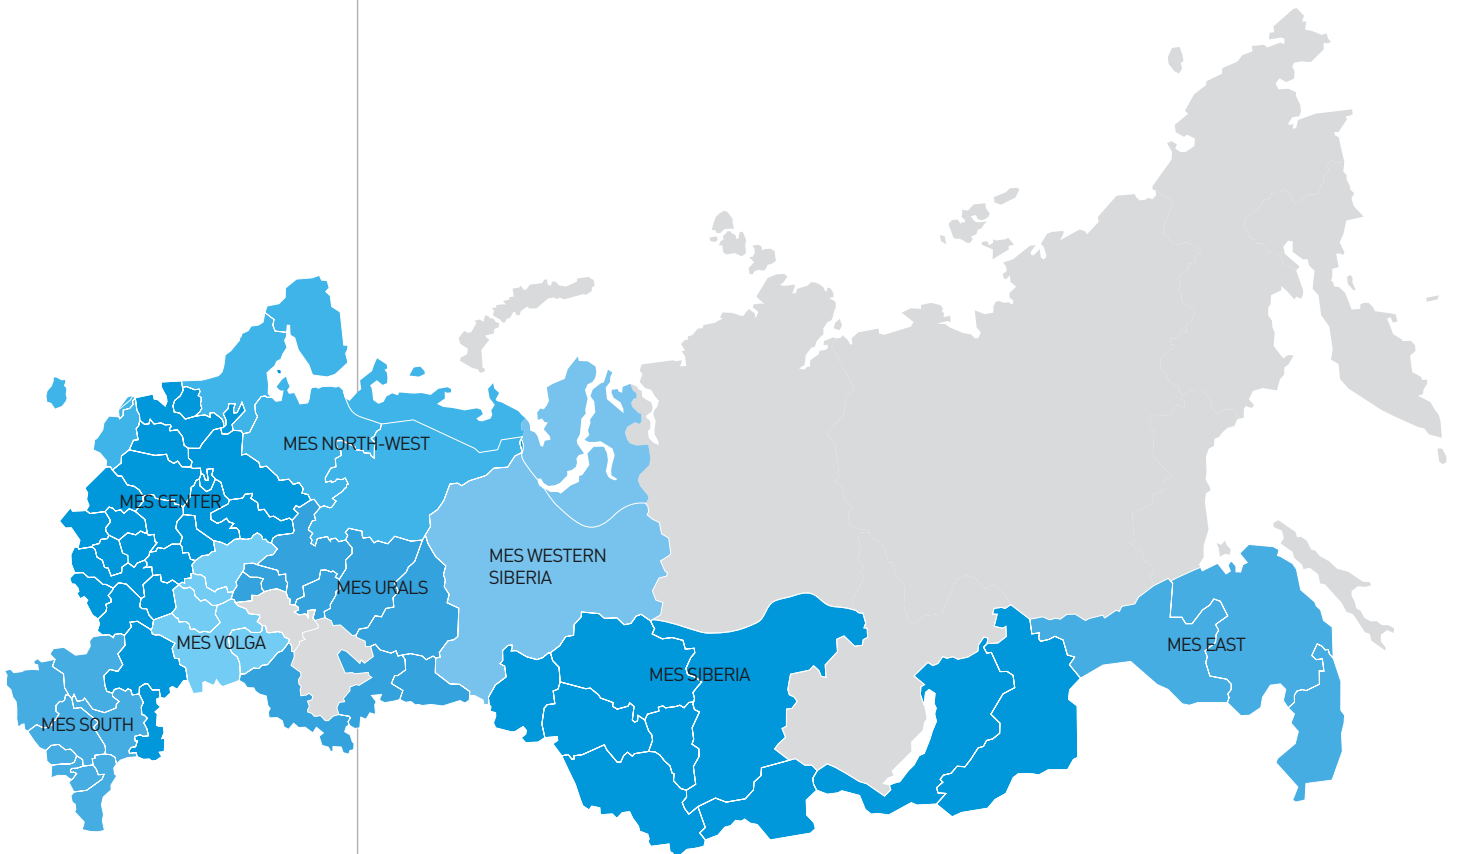 MES NORTH-WEST
MES CENTER
MES WESTERN
SIBERIA
MES URALS
MES VOLGA
MES EAST
MES SIBERIA
MES SOUTH